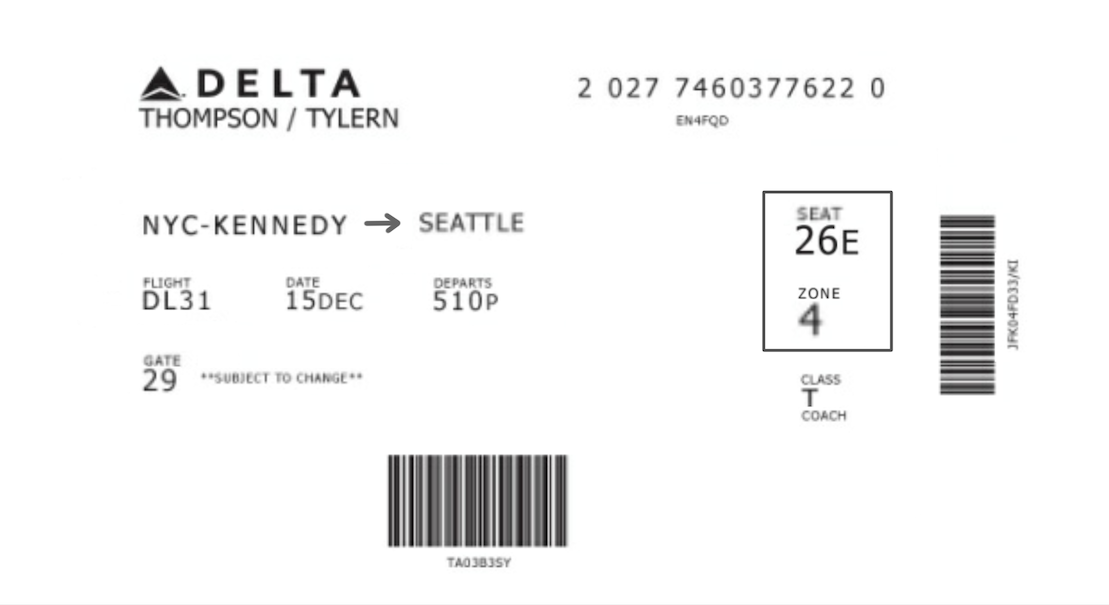 DELTA
THOMPSON / TYLERN
2 027 7460377622 0
EN4FQD
NYC-KENNEDY → SEATTLE
FLIGHT
DL31
DATE
15DEC
DEPARTS
510P
GATE
29 **SUBJECT TO CHANGE**
SEAT
26E
ZONE
4
CLASS
T
COACH
JFK04FD33/KI
TA03B3SY